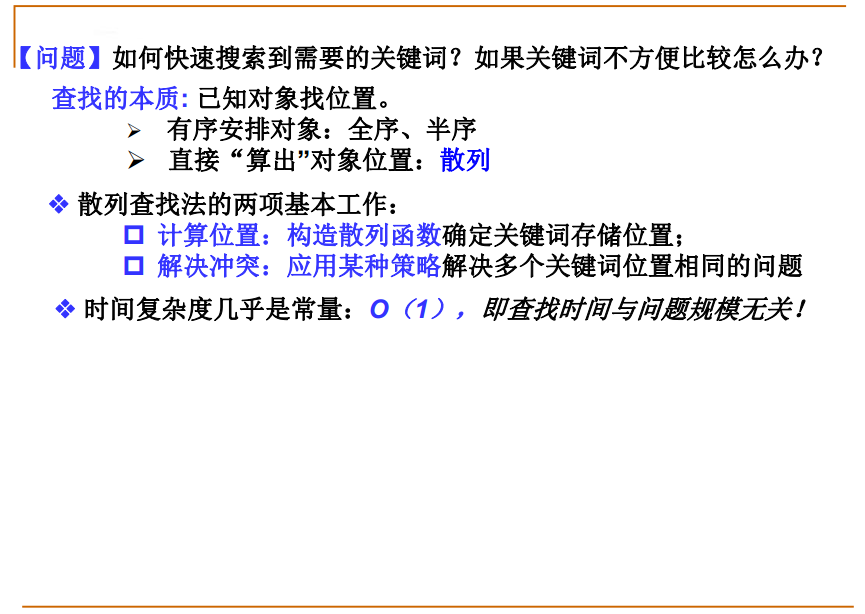 【问题】如何快速搜索到需要的关键词？如果关键词不方便比较怎么办？
查找的本质: 已知对象找位置。
➢ 有序安排对象：全序、半序
➢ 直接“算出”对象位置：散列
❖ 散列查找法的两项基本工作：
计算位置：构造散列函数确定关键词存储位置；
解决冲突：应用某种策略解决多个关键词位置相同的问题
❖ 时间复杂度几乎是常量：O（1），即查找时间与问题规模无关！